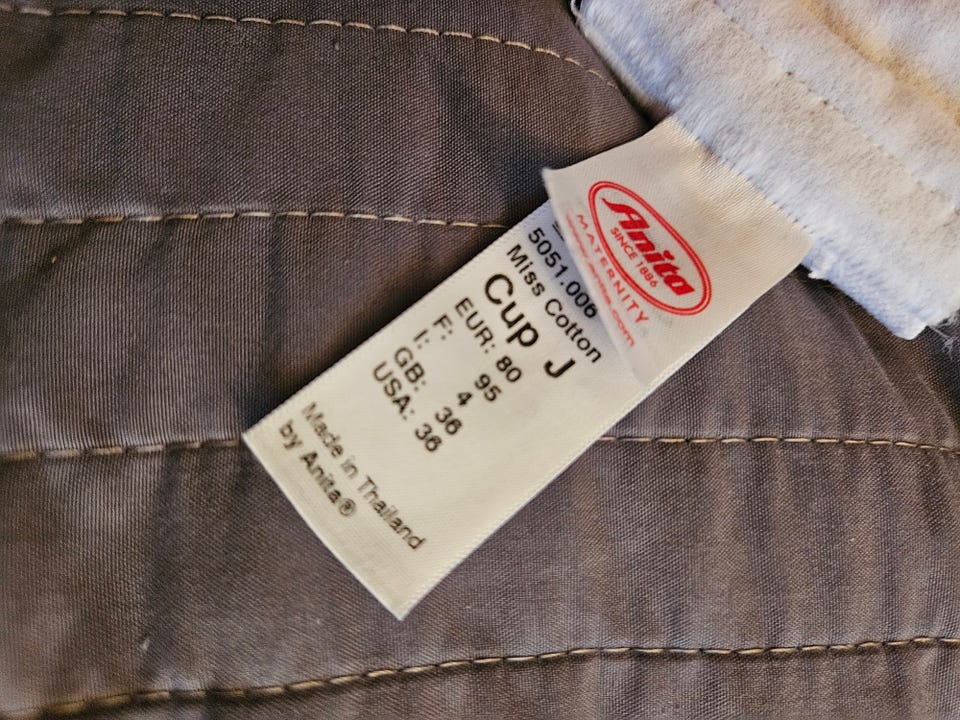 Anita
SINCE 1886
MATERNITY
5051.006
Miss Cotton
Cup J
EUR: 80
F: 95
I: 4
GB: 36
USA: 36
Made in Thailand
by Anita®